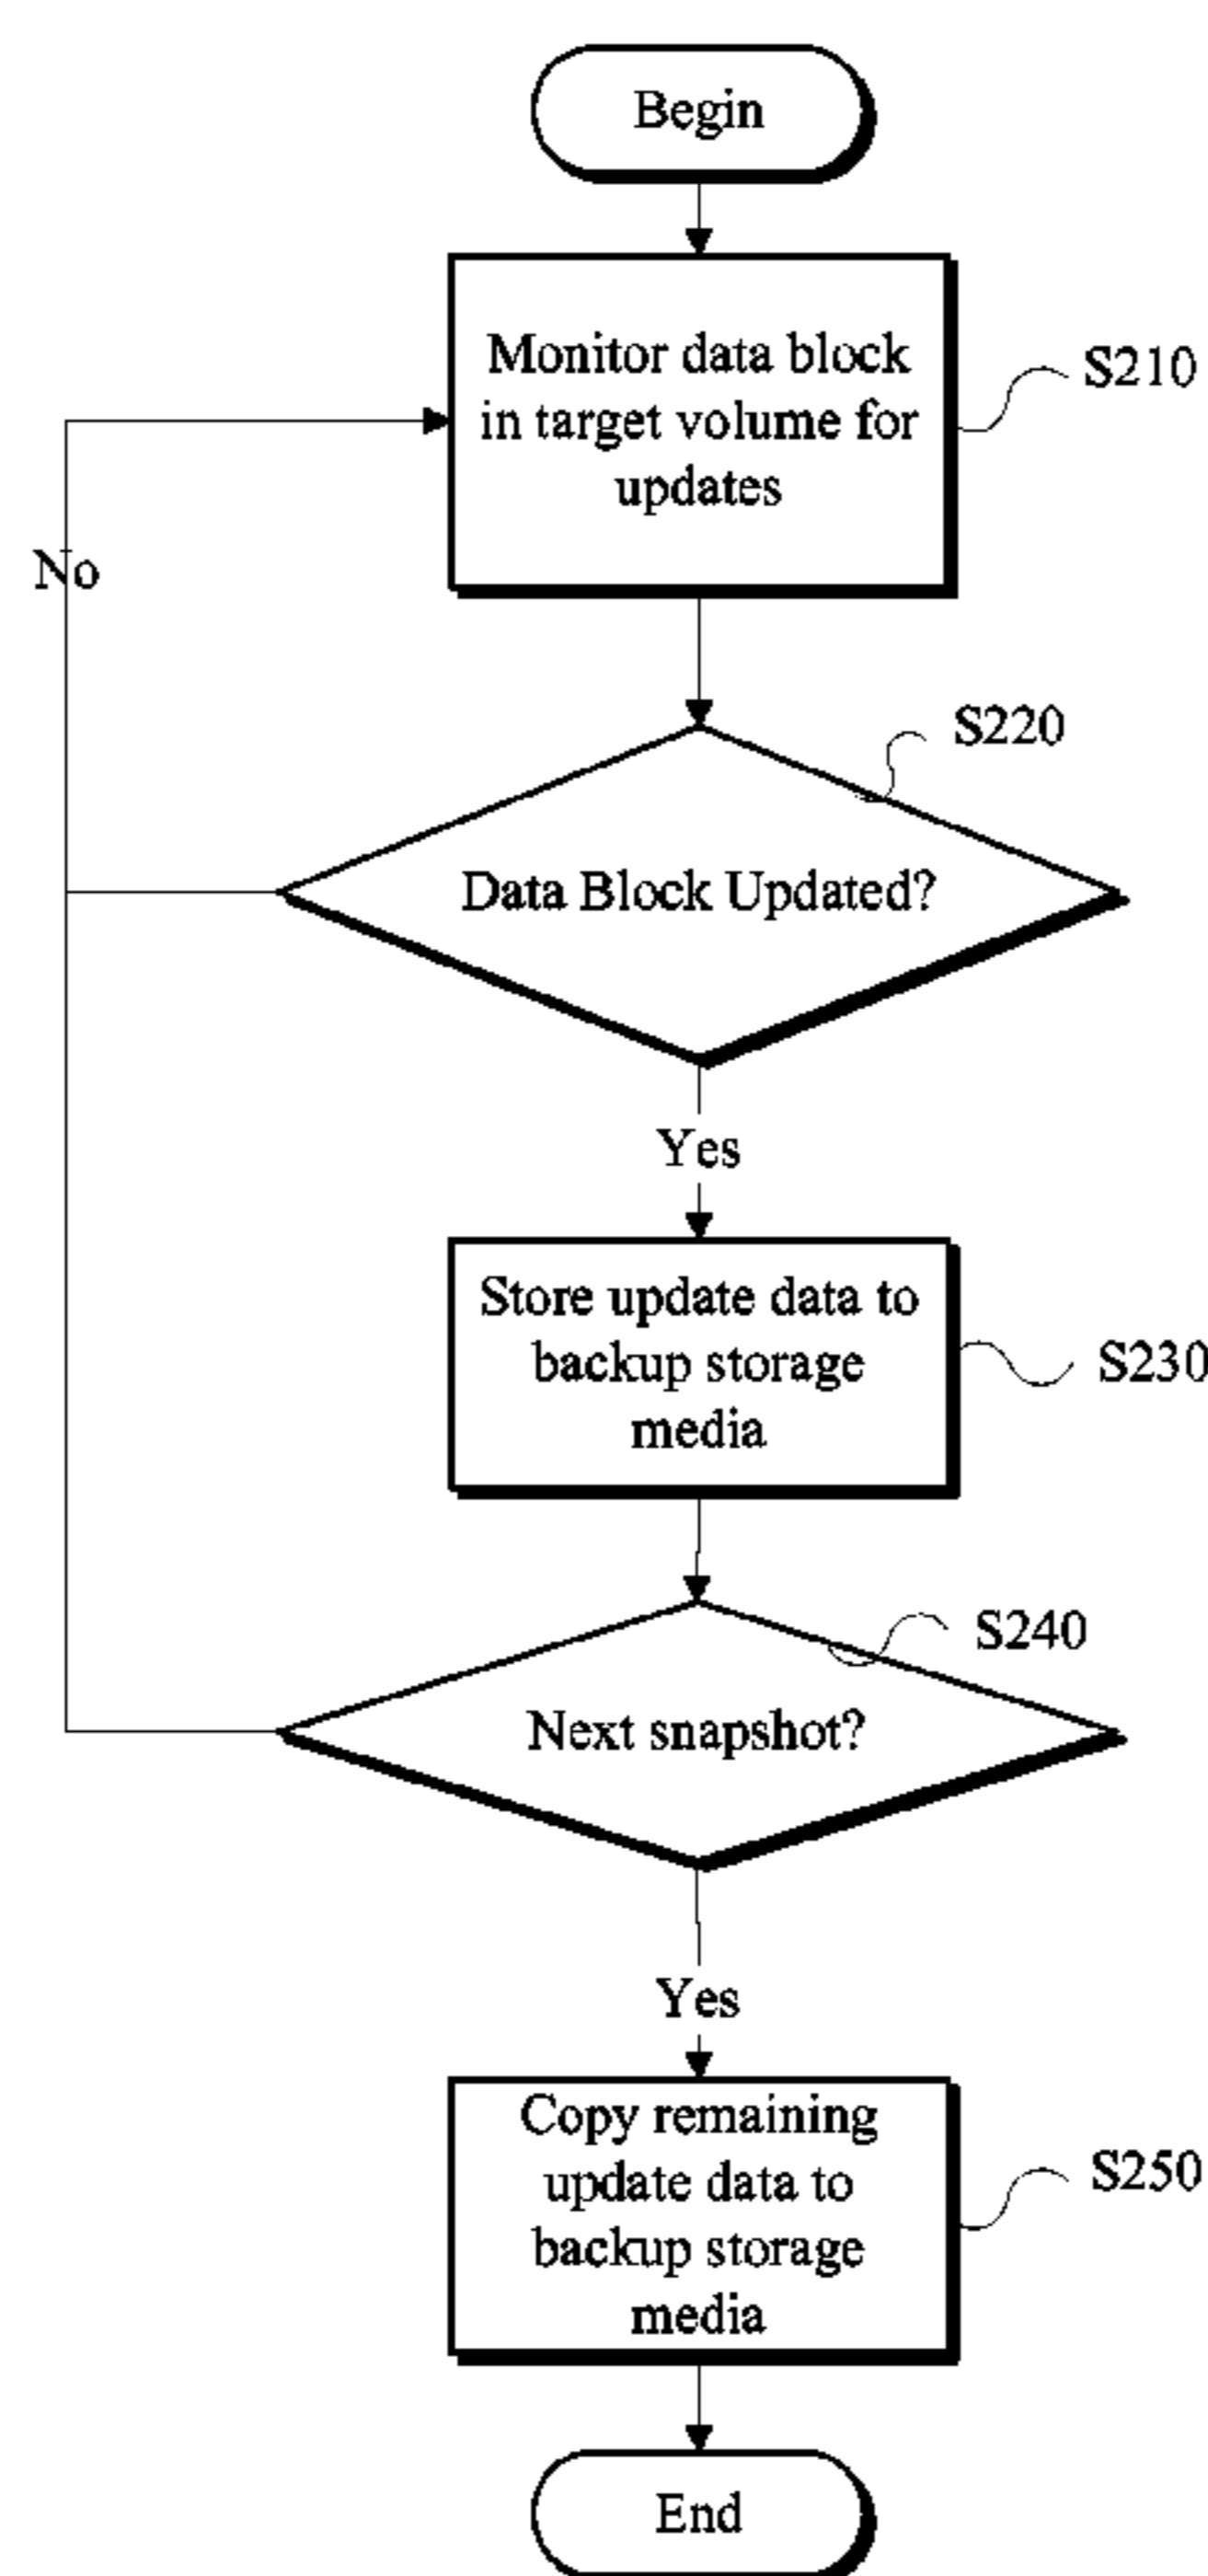 Begin
Monitor data block
in target volume for
updates
S210
No
S220
Data Block Updated?
Yes
Store update data to
backup storage
media
S230
S240
Next snapshot?
Yes
Copy remaining
update data to
backup storage
media
S250
End